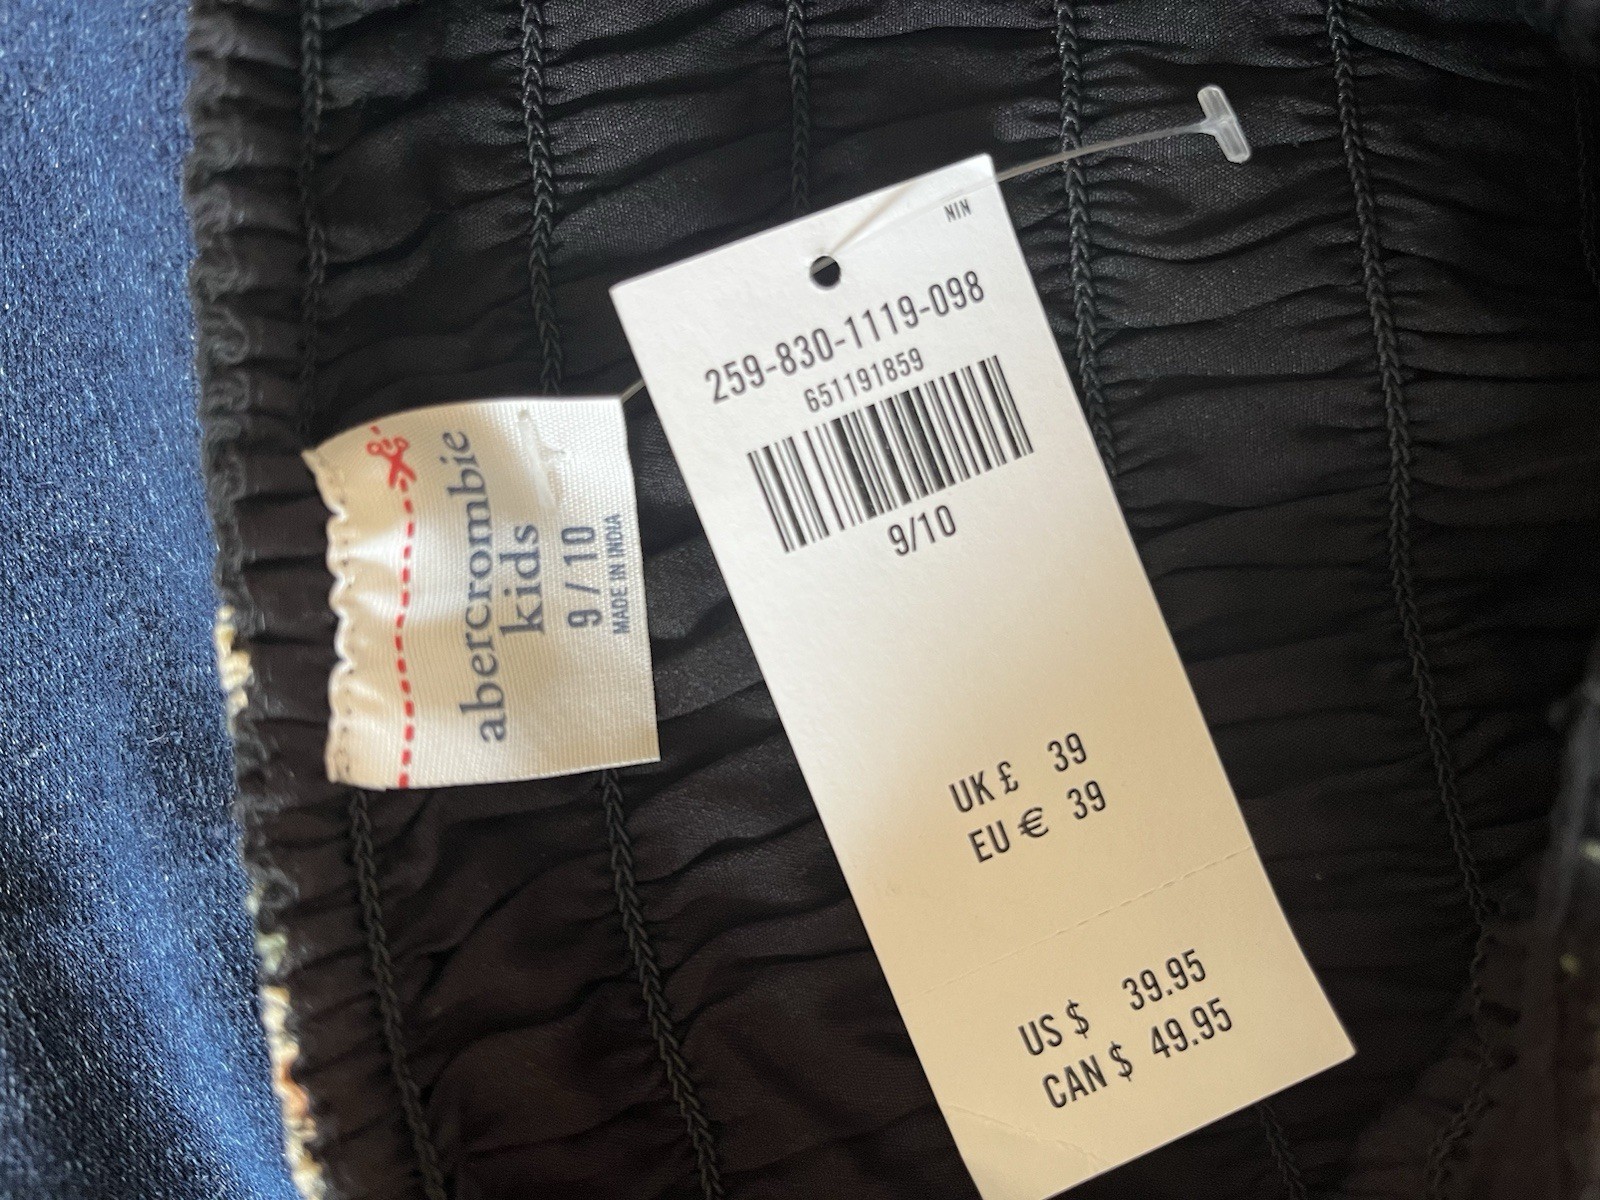 abercrombie
kids
9 / 10
MADE IN INDIA
NIN
259-830-1119-098
651191859
9/10
UK £ 39
EU € 39
US $ 39.95
CAN $ 49.95